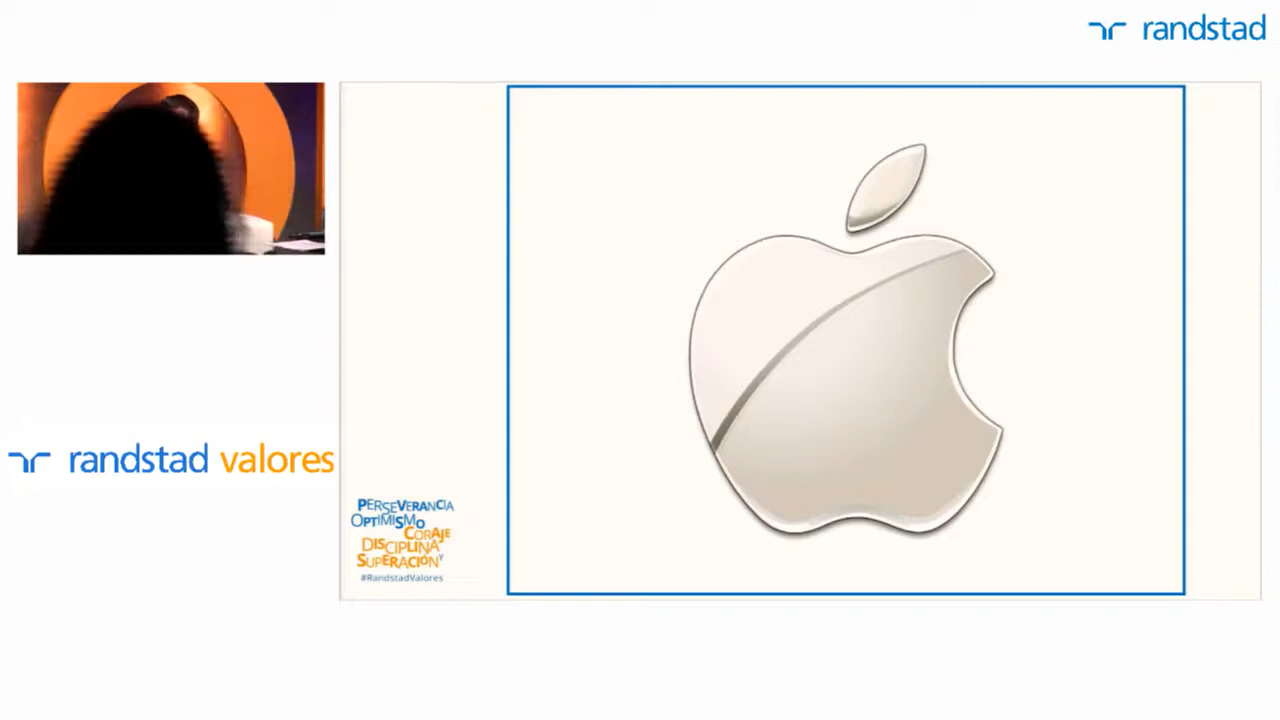 randstad
randstad valores
PERSEVERANCIA
OPTIMISMO
CORAJE
DISCIPLINA
Y
SUPERACIÓN
#RandstadValores